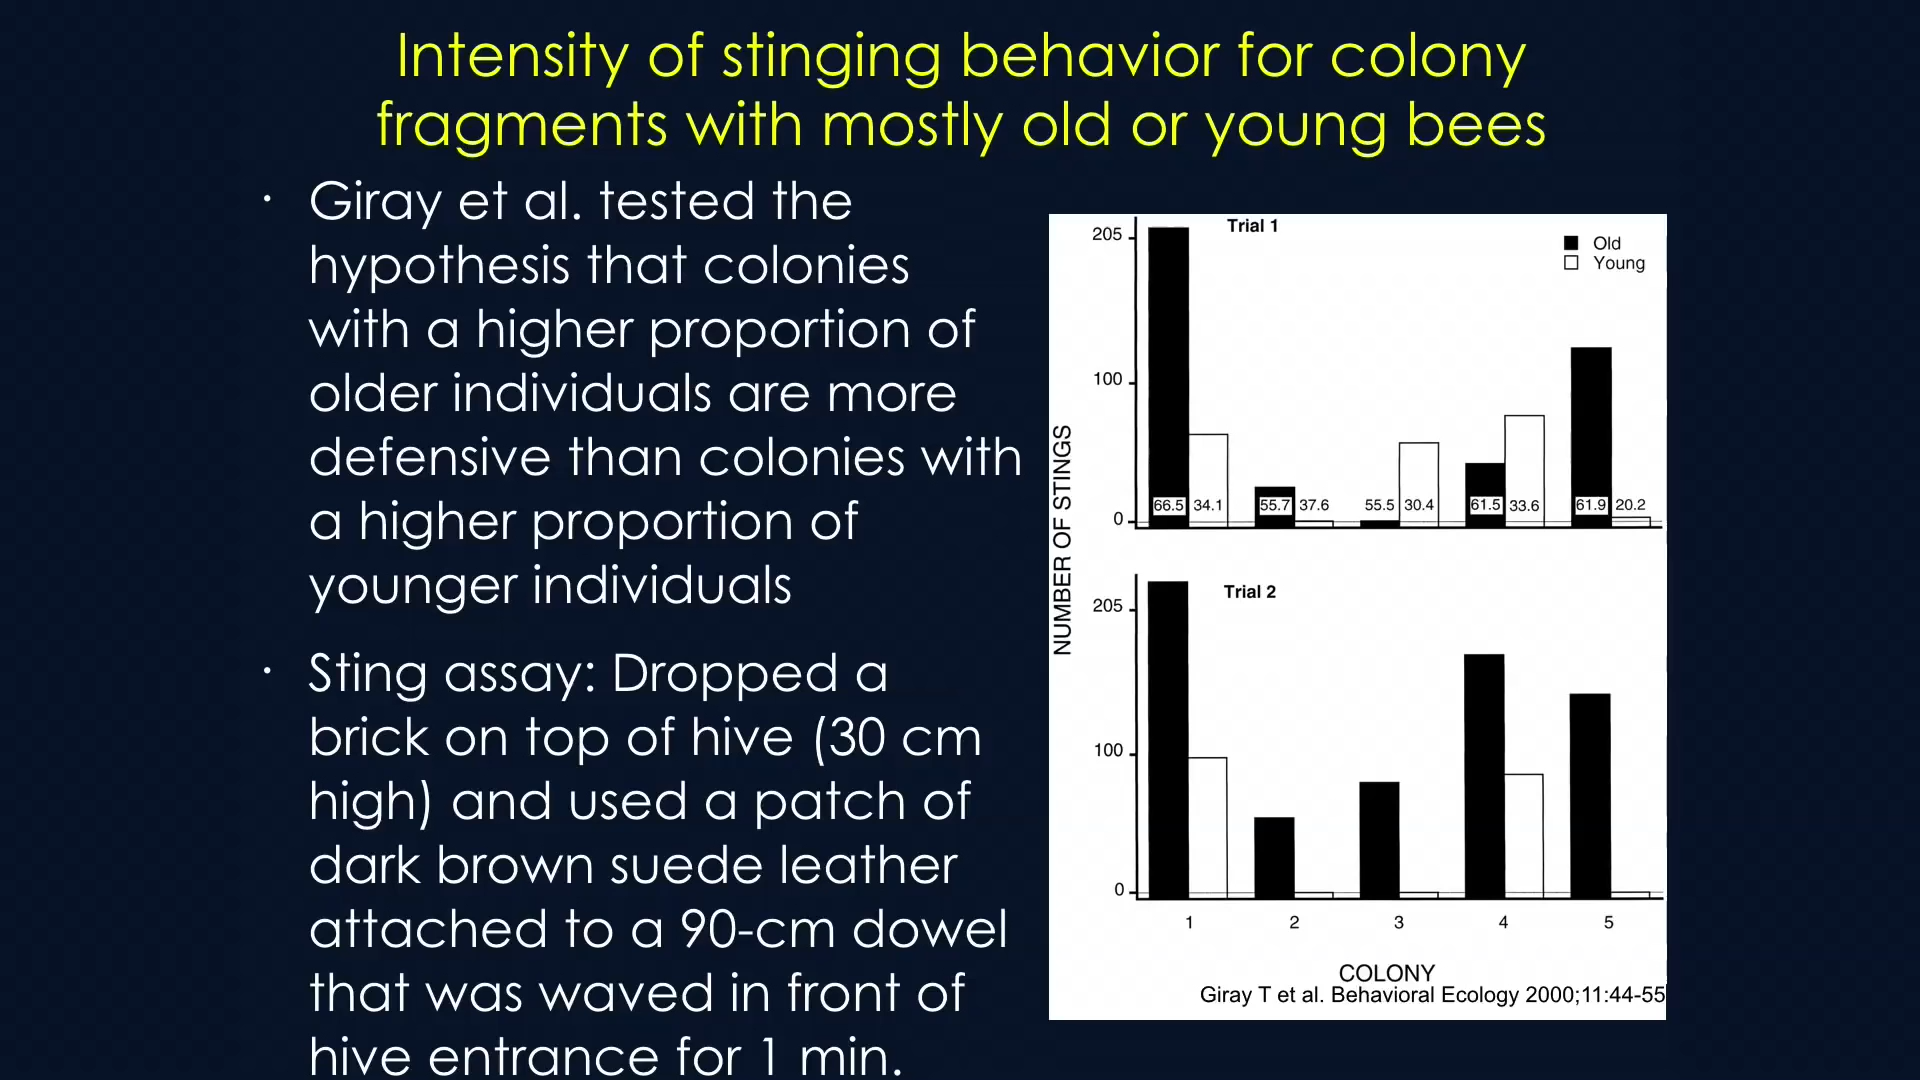 Intensity of stinging behavior for colony
fragments with mostly old or young bees
· Giray et al. tested the
hypothesis that colonies
with a higher proportion of
older individuals are more
defensive than colonies with
a higher proportion of
younger individuals
· Sting assay: Dropped a
brick on top of hive (30 cm
high) and used a patch of
dark brown suede leather
attached to a 90-cm dowel
that was waved in front of
hive entrance for 1 min.
NUMBER OF STINGS
Trial 1
Old
Young
205
100
0
66.5 34.1 55.7 37.6 55.5 30.4 61.5 33.6 61.9 20.2
Trial 2
205
100
0
1 2 3 4 5
COLONY
Giray T et al. Behavioral Ecology 2000;11:44-55